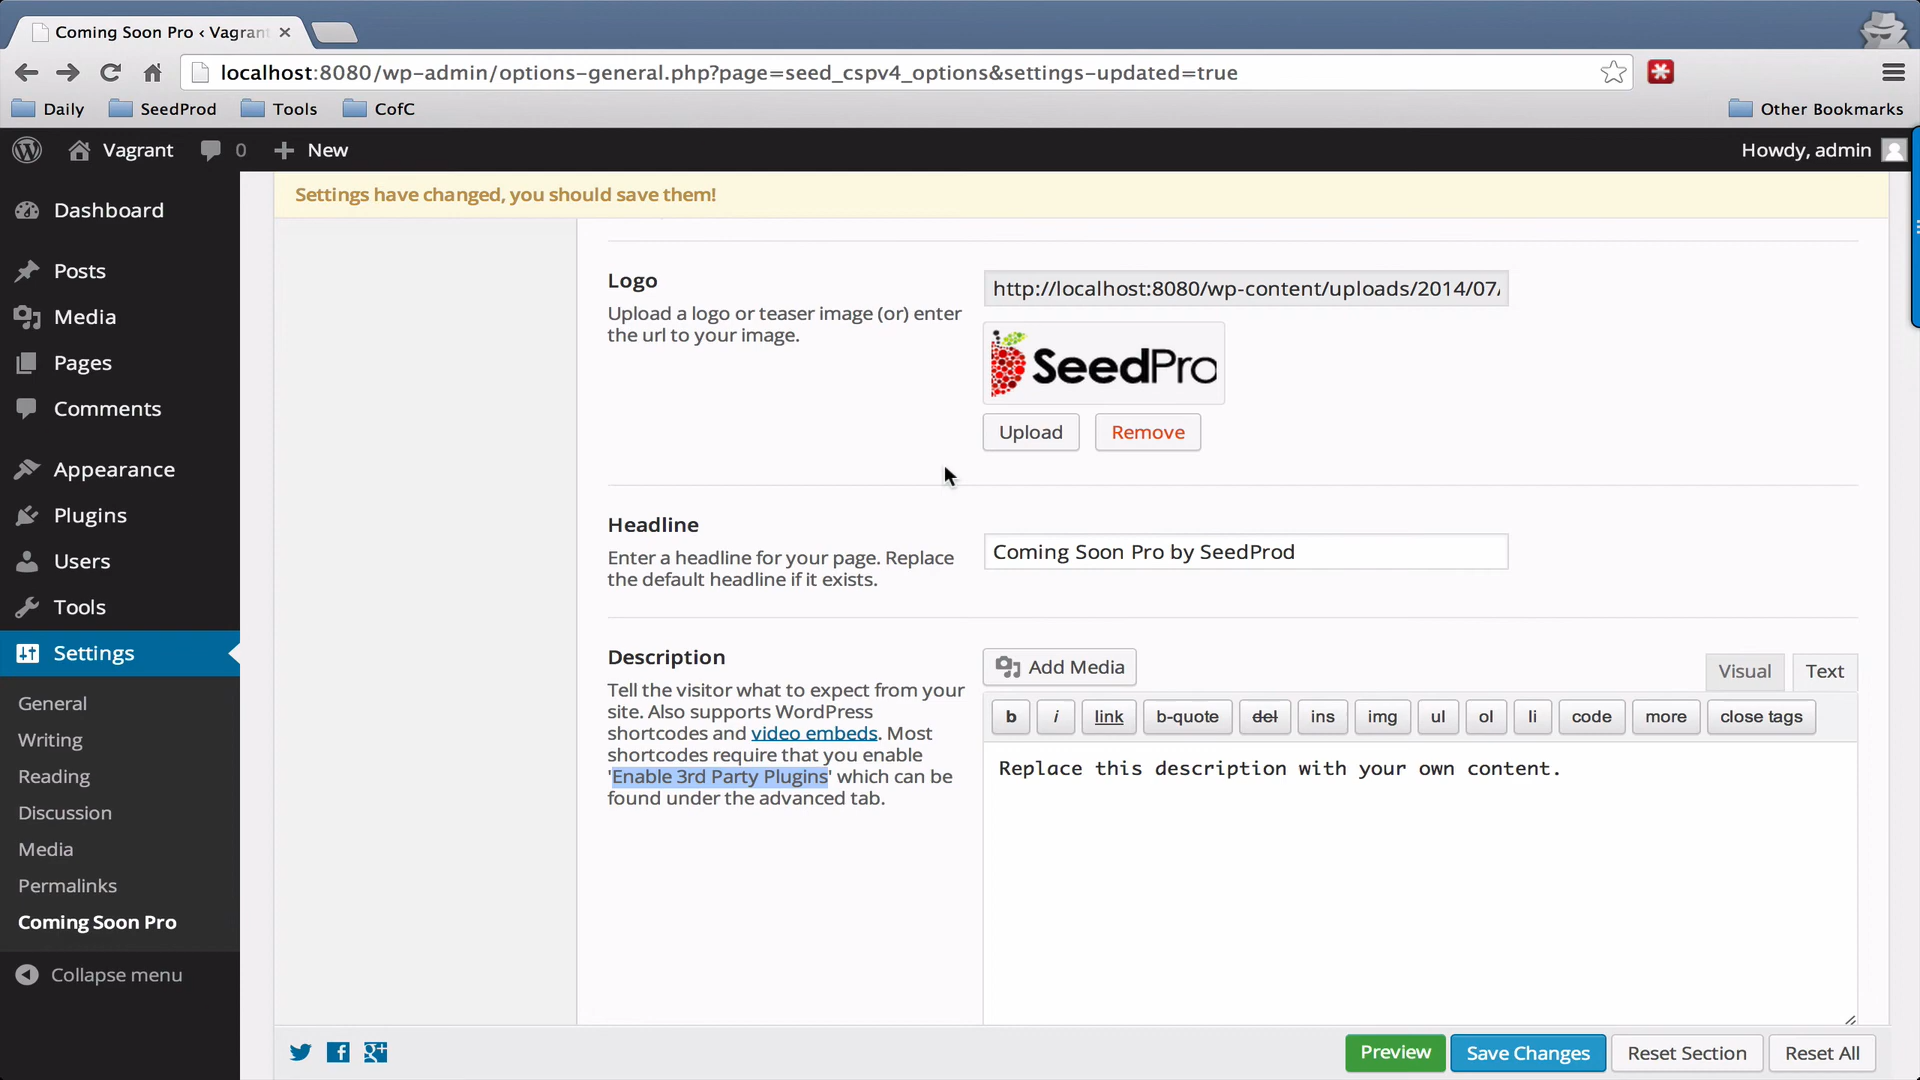 Coming Soon Pro ‹ Vagran
localhost:8080/wp-admin/options-general.php?page=seed_cspv4_options&settings-updated=true
Daily SeedProd Tools CofC Other Bookmarks
Vagrant 0 New Howdy, admin
Settings have changed, you should save them!
Dashboard
Posts
Media
Pages
Comments
Appearance
Plugins
Users
Tools
Settings
General
Writing
Reading
Discussion
Media
Permalinks
Coming Soon Pro
Collapse menu
Logo
Upload a logo or teaser image (or) enter
the url to your image.
http://localhost:8080/wp-content/uploads/2014/07/
SeedPro
Upload Remove
Headline
Enter a headline for your page. Replace
the default headline if it exists.
Coming Soon Pro by SeedProd
Description
Tell the visitor what to expect from your
site. Also supports WordPress
shortcodes and video embeds. Most
shortcodes require that you enable
'Enable 3rd Party Plugins' which can be
found under the advanced tab.
Add Media Visual Text
b i link b-quote del ins img ul ol li code more close tags
Replace this description with your own content.
Preview Save Changes Reset Section Reset All